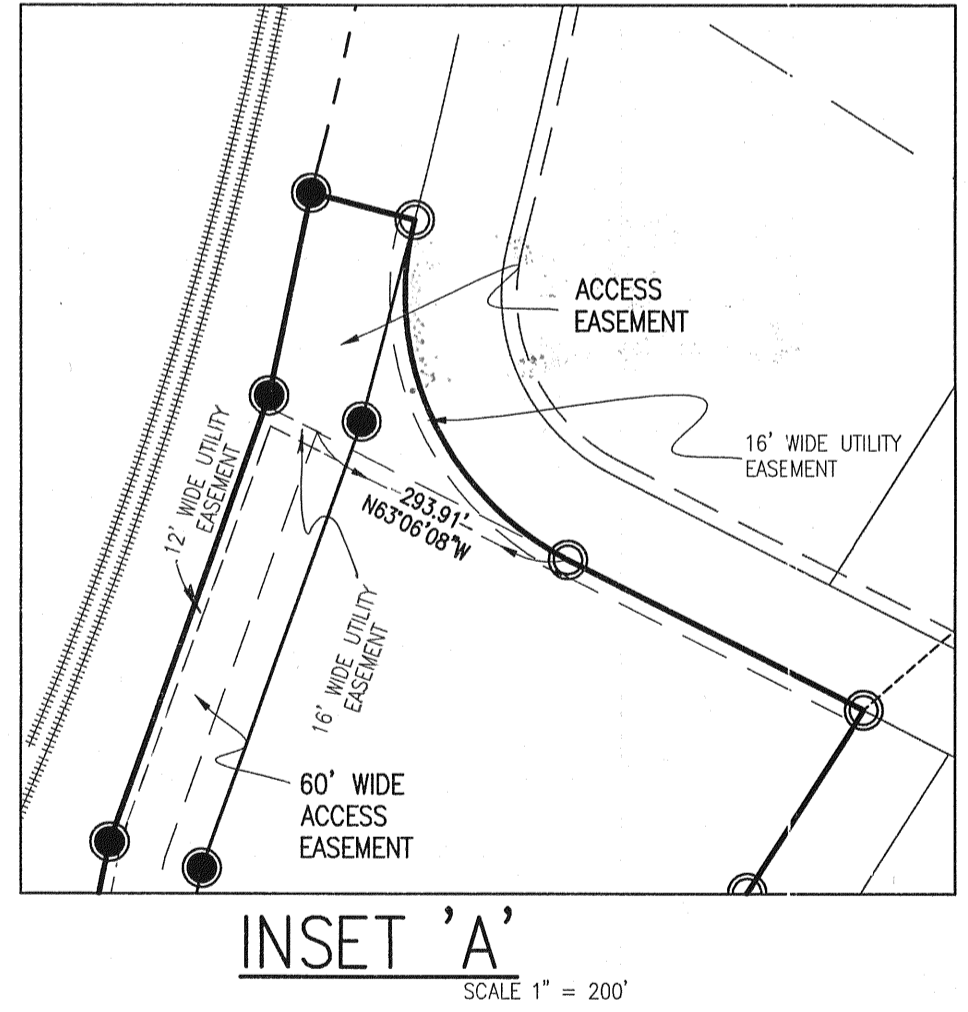 ACCESS
EASEMENT
16' WIDE UTILITY
EASEMENT
12' WIDE UTILITY
EASEMENT
293.91'
N63°06'08"W
16' WIDE UTILITY
EASEMENT
60' WIDE
ACCESS
EASEMENT
INSET 'A'
SCALE 1" = 200'